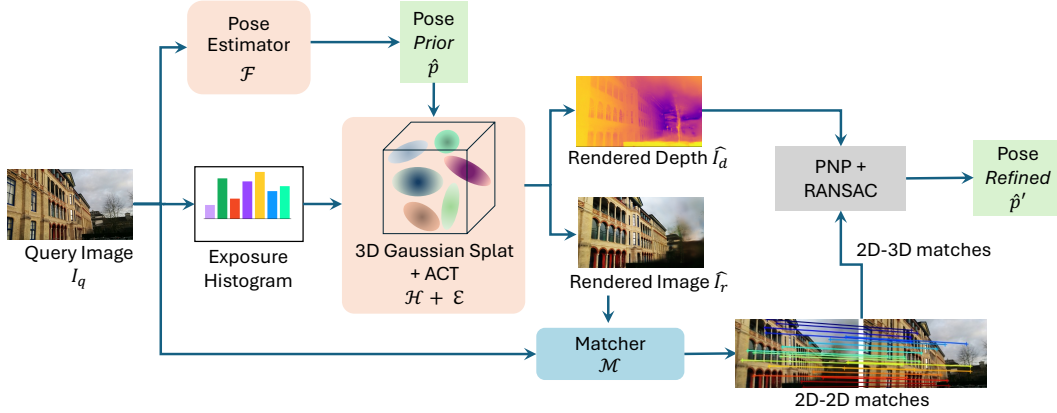 Pose
Estimator
ℱ
Pose
Prior
p̂
Query Image
I_q
Exposure
Histogram
3D Gaussian Splat
+ ACT
ℋ + ℰ
Rendered Depth Î_d
Rendered Image Î_r
Matcher
ℳ
2D-2D matches
2D-3D matches
PNP +
RANSAC
Pose
Refined
p̂′